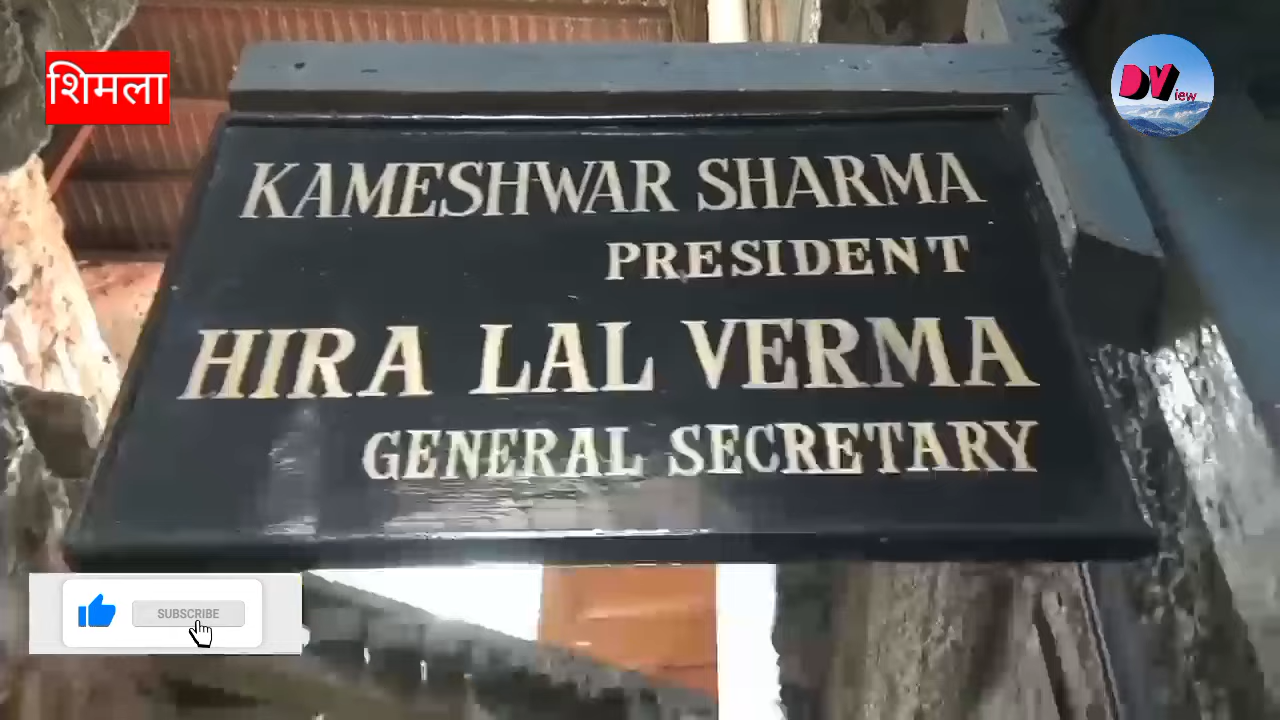 शिमला
DView
KAMESHWAR SHARMA
PRESIDENT
HIRA LAL VERMA
GENERAL SECRETARY
SUBSCRIBE